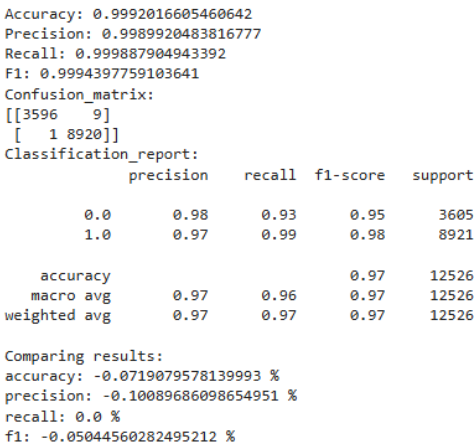 Accuracy: 0.9992016605460642
Precision: 0.9989920483816777
Recall: 0.999887904943392
F1: 0.9994397759103641
Confusion_matrix:
[[3596    9]
 [   1 8920]]
Classification_report:
              precision    recall  f1-score   support

         0.0       0.98      0.93      0.95      3605
         1.0       0.97      0.99      0.98      8921

    accuracy                           0.97     12526
   macro avg       0.97      0.96      0.97     12526
weighted avg       0.97      0.97      0.97     12526

Comparing results:
accuracy: -0.0719079578139993 %
precision: -0.10089686098654951 %
recall: 0.0 %
f1: -0.05044560282495212 %